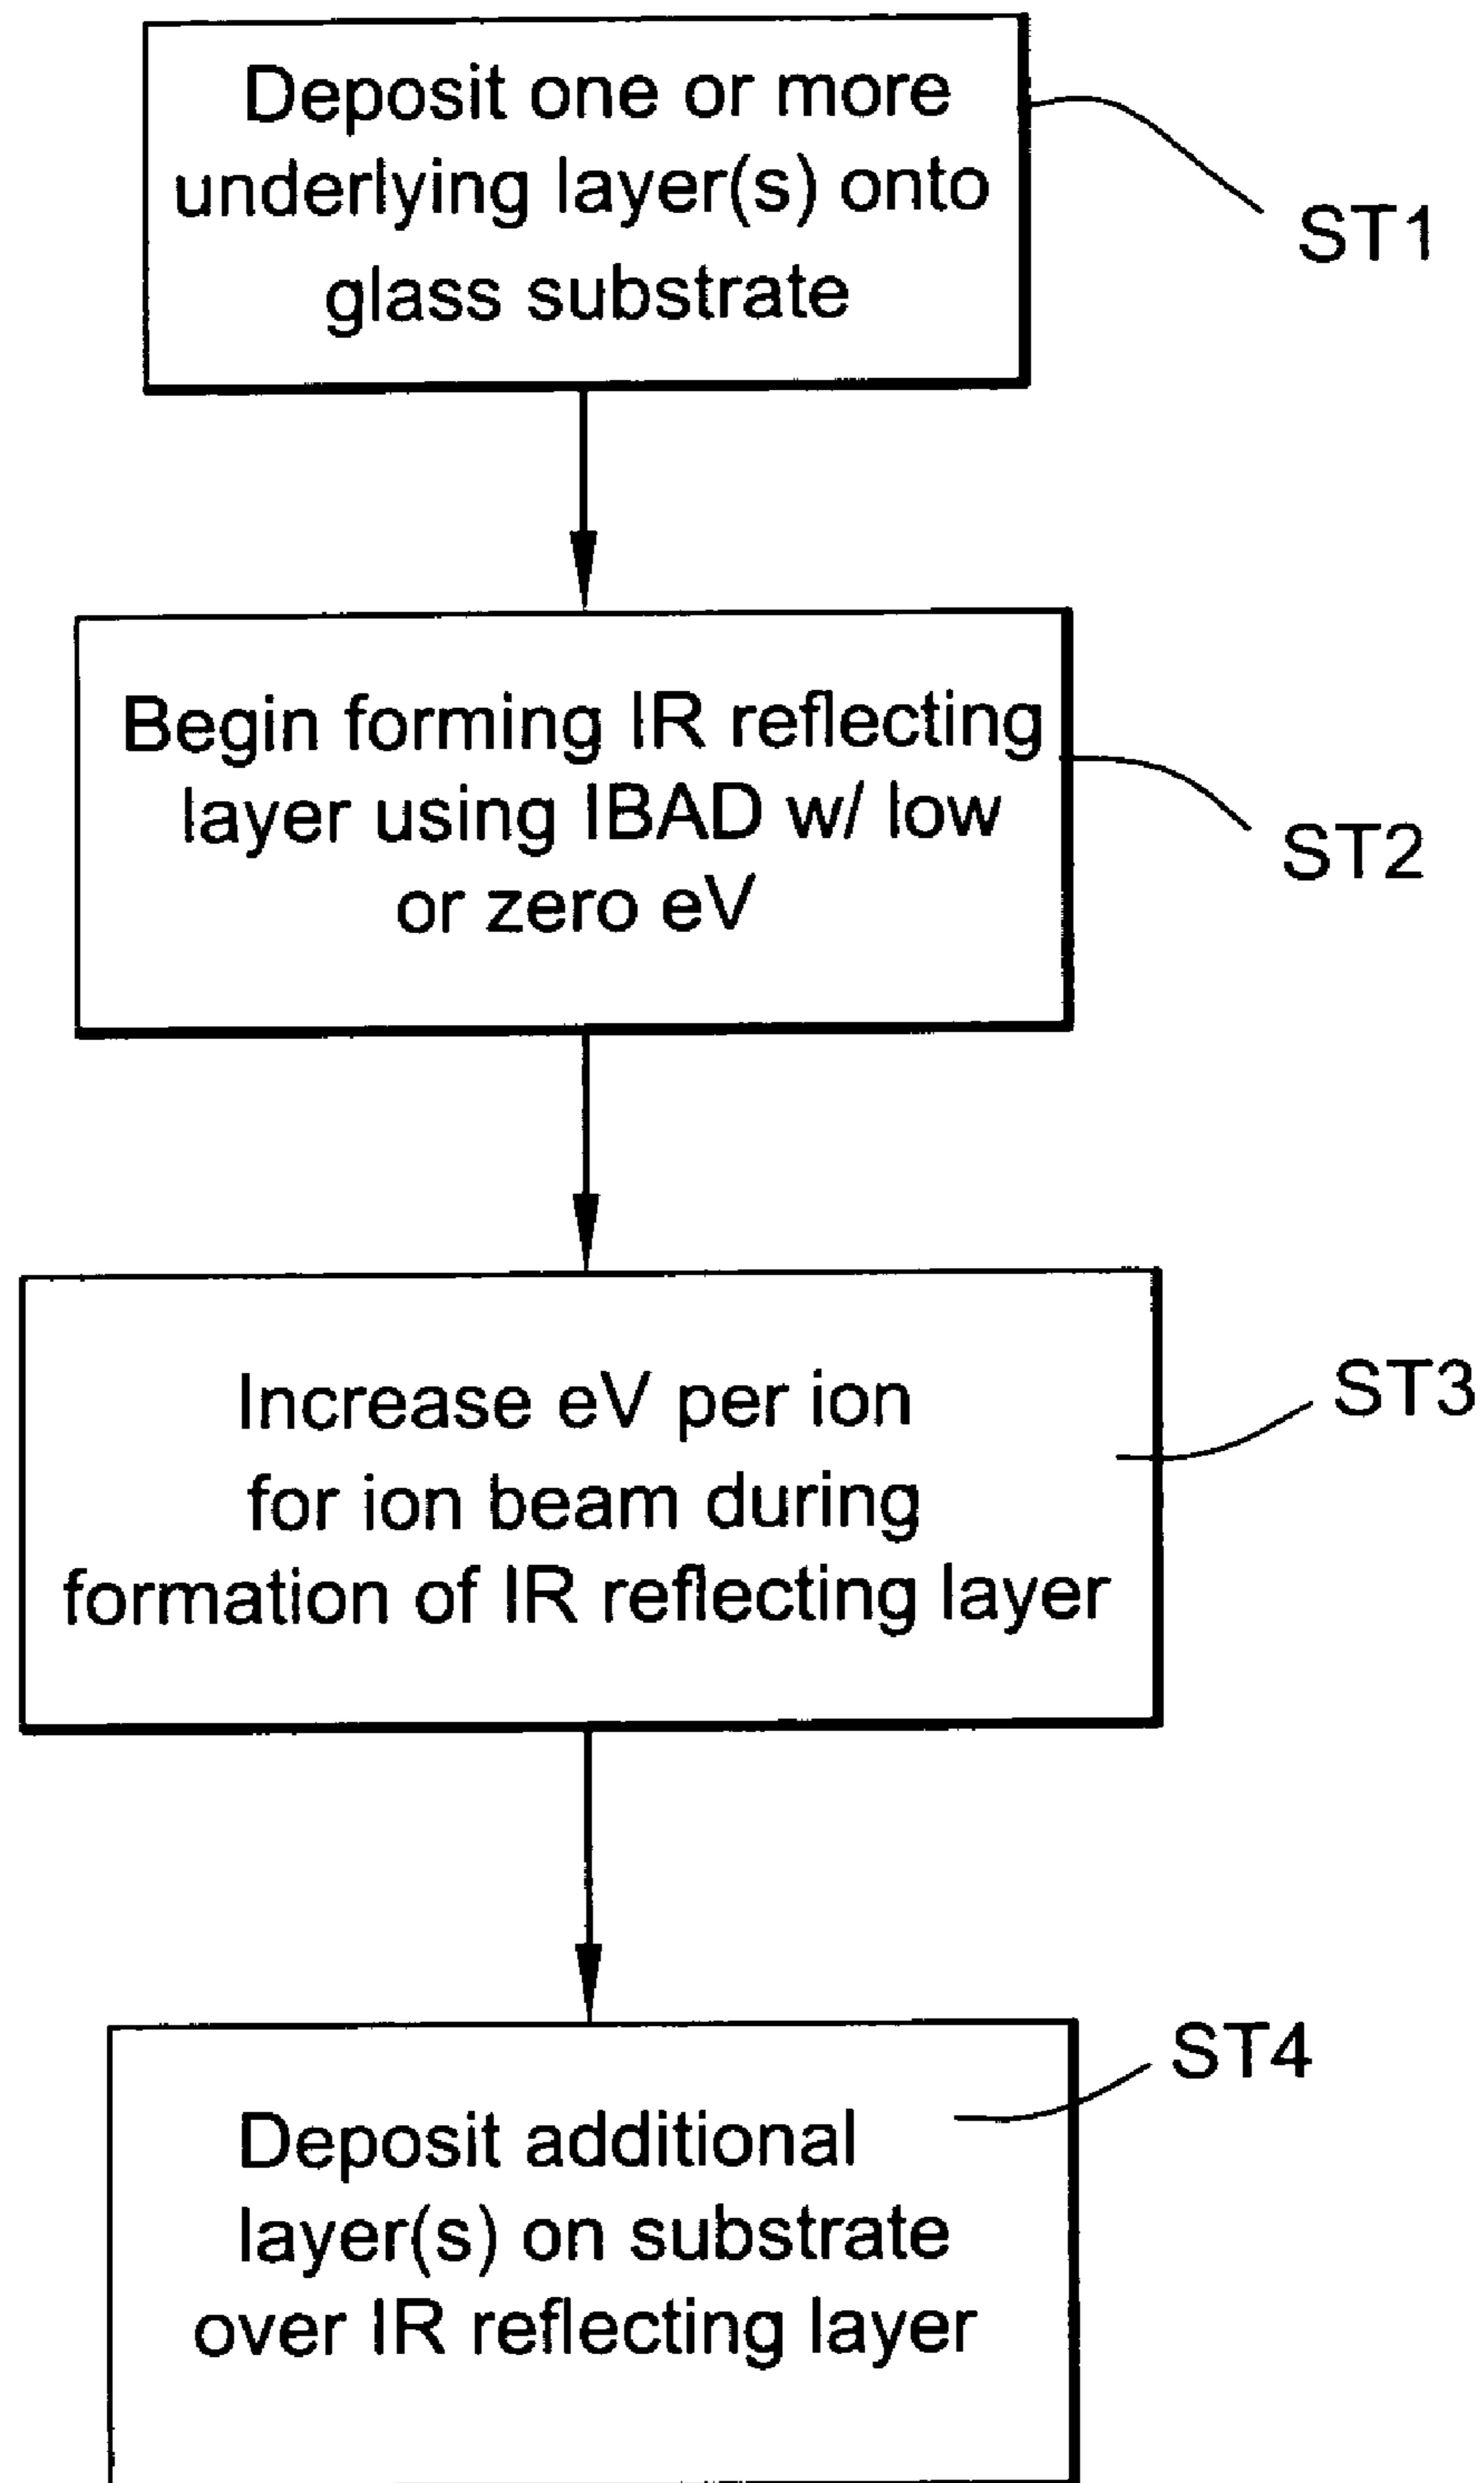 Deposit one or more
underlying layer(s) onto
glass substrate
ST1
Begin forming IR reflecting
layer using IBAD w/ low
or zero eV
ST2
Increase eV per ion
for ion beam during
formation of IR reflecting layer
ST3
Deposit additional
layer(s) on substrate
over IR reflecting layer
ST4